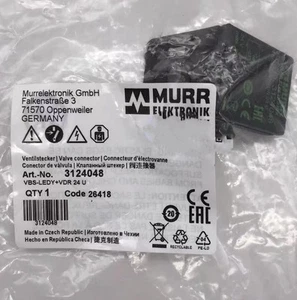 Murrelektronik GmbH
Falkenstraße 3
71570 Oppenweiler
GERMANY
MURR
ELEKTRONIK
Ventilstecker | Valve connector | Connecteur d'électrovanne
Conector de válvula | Клапанный штекер | 阀连接器
Art.-No. 3124048
VBS-LEDY+VDR 24 U
QTY 1 Code 26418
3124048
20
EAC
Made in Czech Republic | Изготовлено в Чехии
Hecho en República Checa | 捷克制造
PE-LD